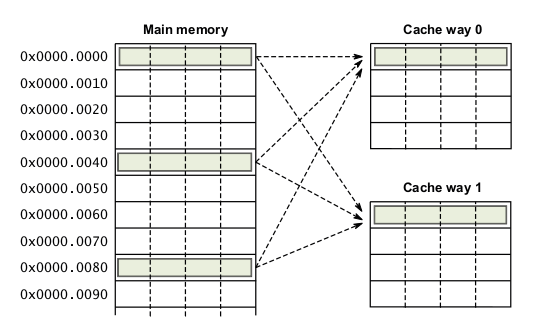 Main memory
Cache way 0
0x0000.0000
0x0000.0010
0x0000.0020
0x0000.0030
0x0000.0040
0x0000.0050
0x0000.0060
0x0000.0070
0x0000.0080
0x0000.0090
Cache way 1